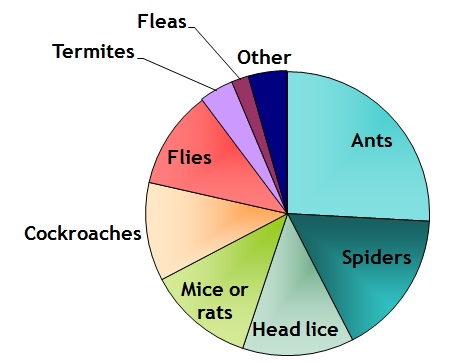 Fleas
Termites
Other
Ants
Flies
Cockroaches
Spiders
Mice or
rats
Head lice